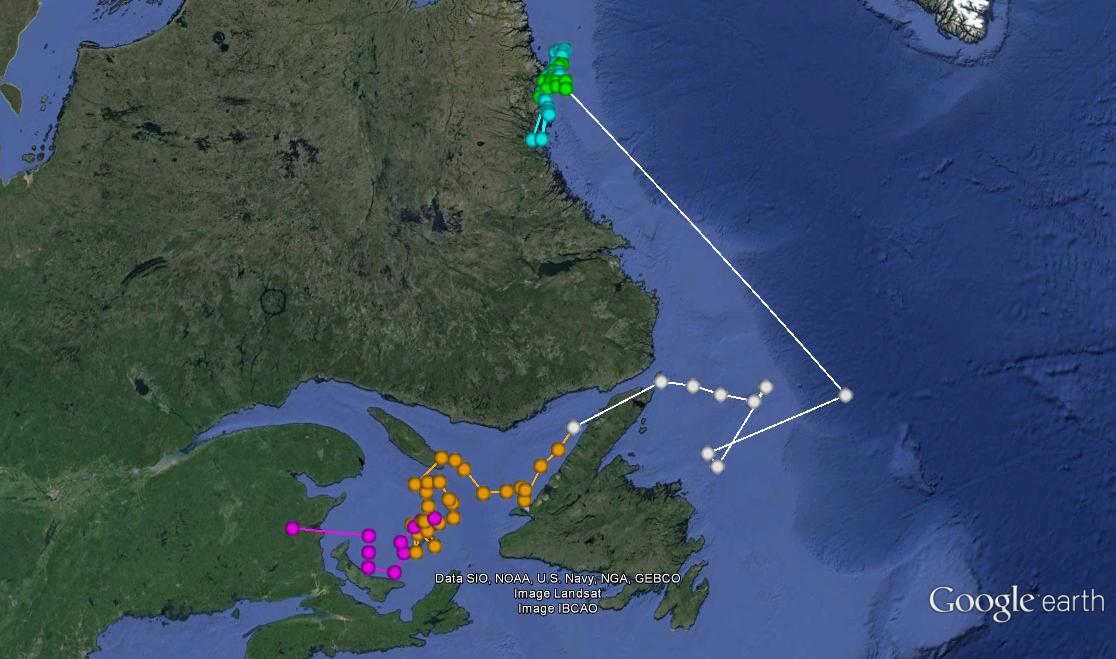 Data SIO, NOAA, U.S. Navy, NGA, GEBCO
Image Landsat
Image IBCAO
Google earth